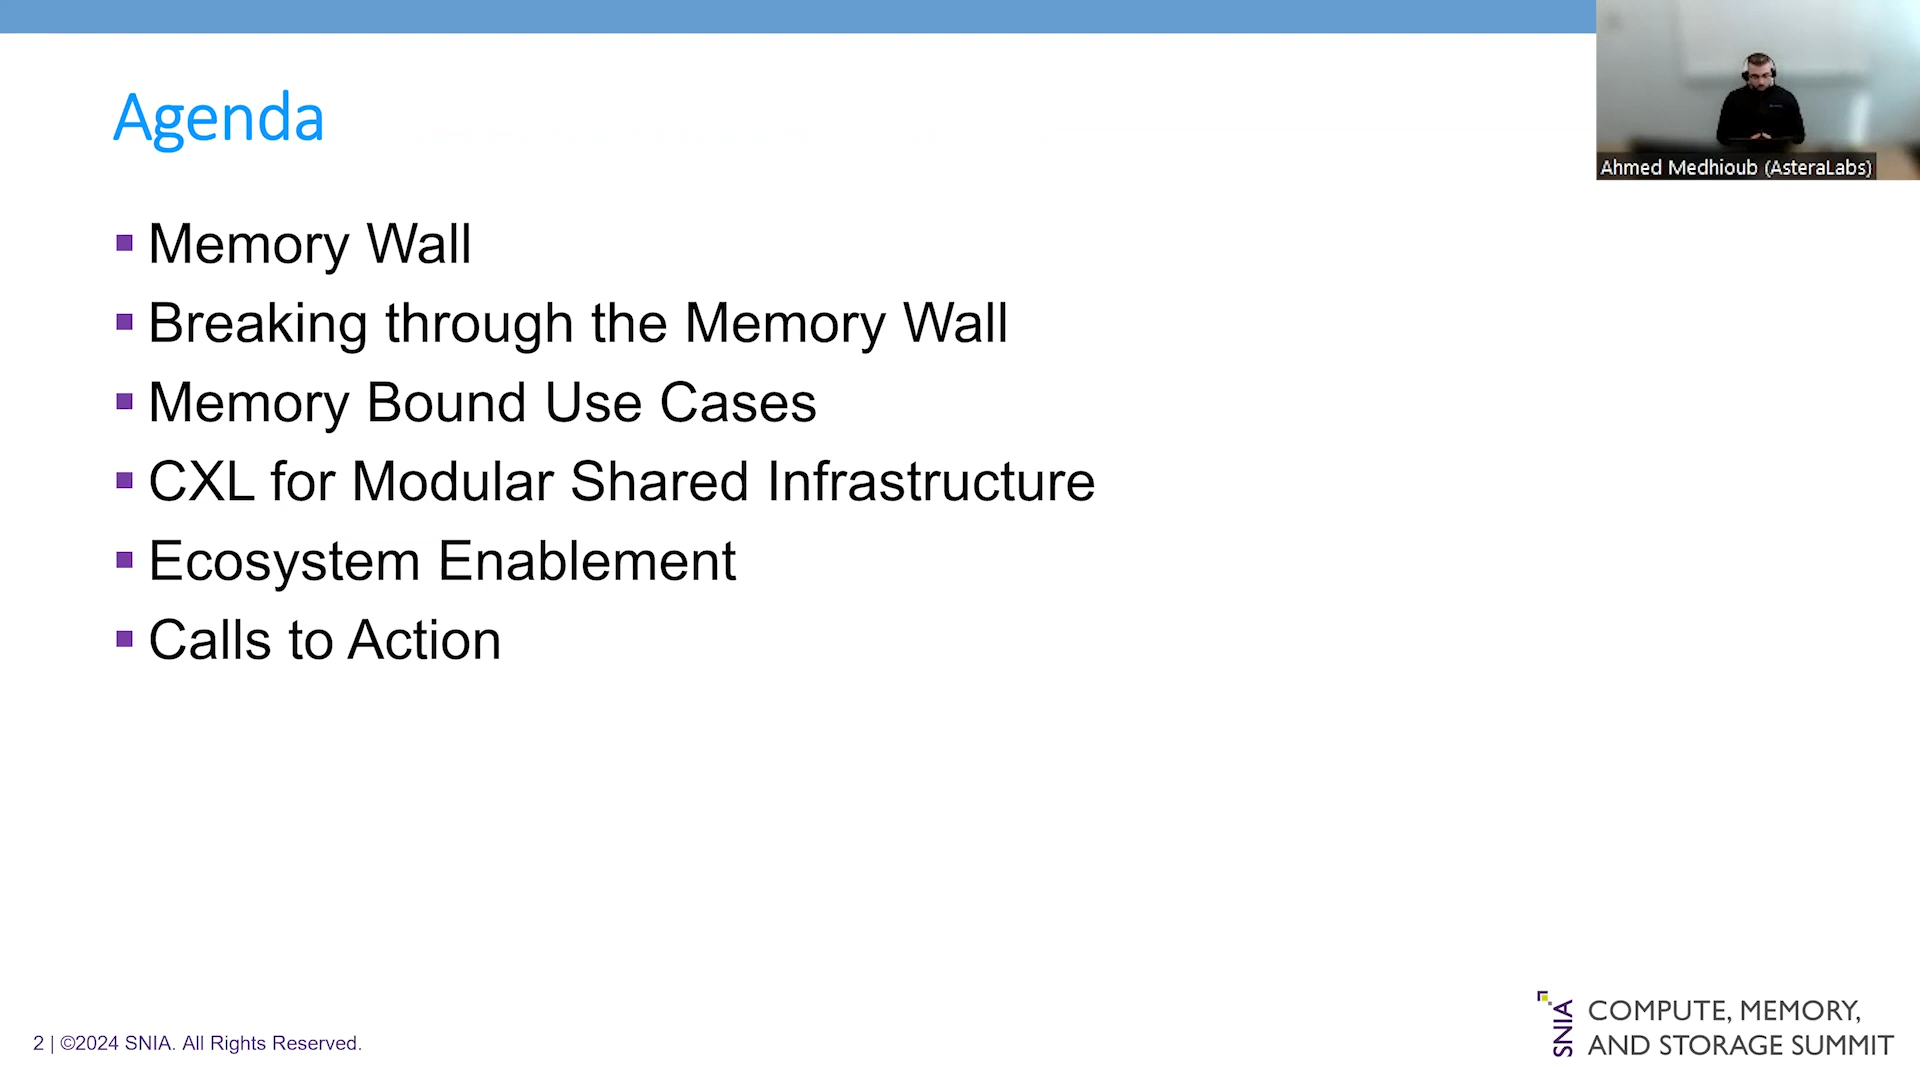 Agenda
Ahmed Medhioub (AsteraLabs)
Memory Wall
Breaking through the Memory Wall
Memory Bound Use Cases
CXL for Modular Shared Infrastructure
Ecosystem Enablement
Calls to Action
2 | ©2024 SNIA. All Rights Reserved.
SNIA
COMPUTE, MEMORY,
AND STORAGE SUMMIT